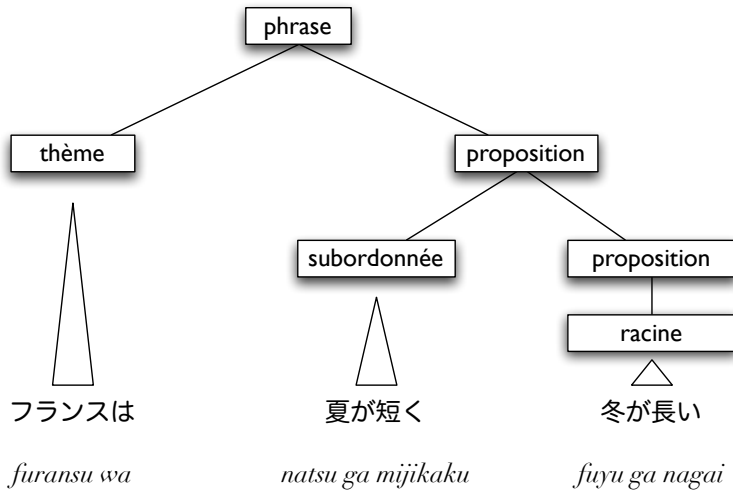 phrase
thème
proposition
subordonnée
proposition
racine
フランスは
夏が短く
冬が長い
furansu wa
natsu ga mijikaku
fuyu ga nagai